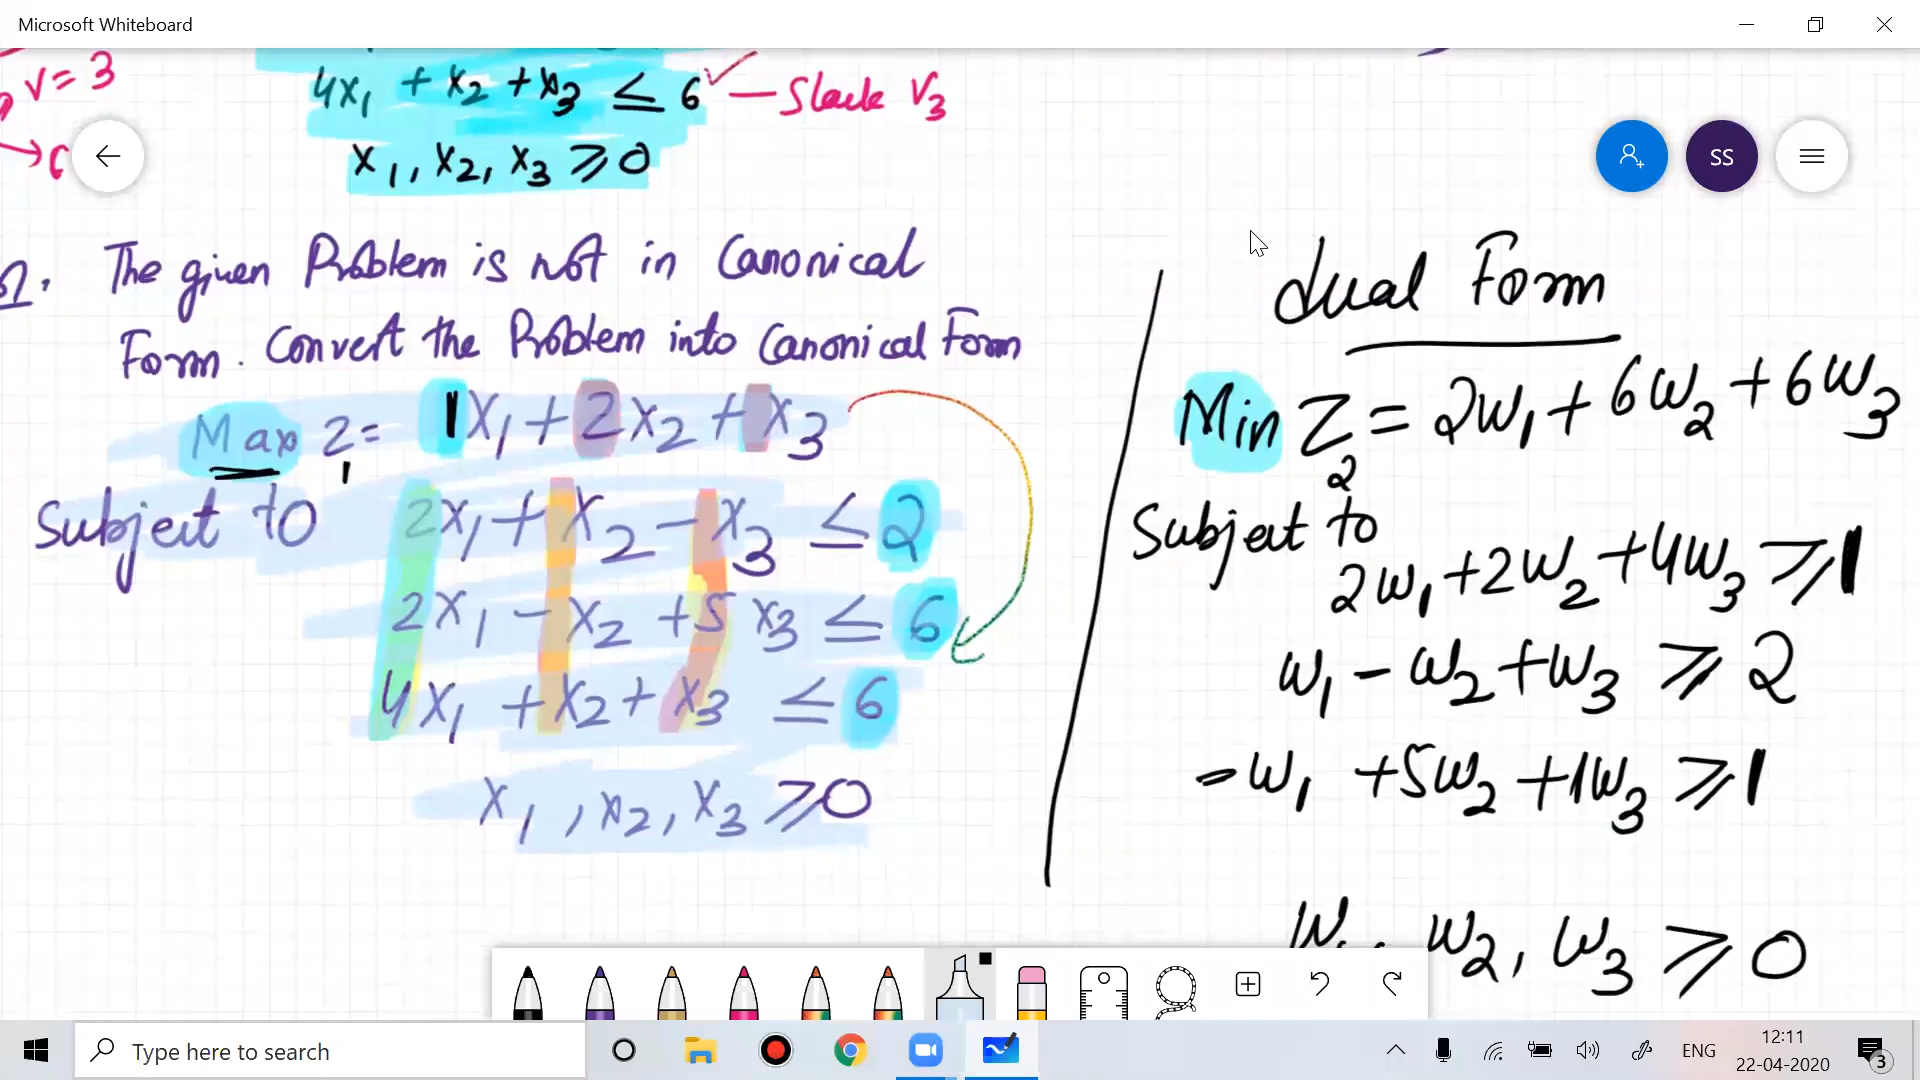 Microsoft Whiteboard
v = 3
4x1 + x2 + x3 ≤ 6 ✓ — Slack V3
x1, x2, x3 ≥ 0
SS
Q. The given Problem is not in Canonical
Form. Convert the Problem into Canonical Form
Max Z1 = 1x1 + 2x2 + x3
Subject to 2x1 + x2 - x3 ≤ 2
2x1 - x2 + 5x3 ≤ 6
4x1 + x2 + x3 ≤ 6
x1, x2, x3 ≥ 0
dual Form
Min Z2 = 2w1 + 6w2 + 6w3
Subject to
2w1 + 2w2 + 4w3 ≥ 1
w1 - w2 + w3 ≥ 2
-w1 + 5w2 + 1w3 ≥ 1
w1, w2, w3 ≥ 0
Type here to search
ENG
12:11
22-04-2020
3